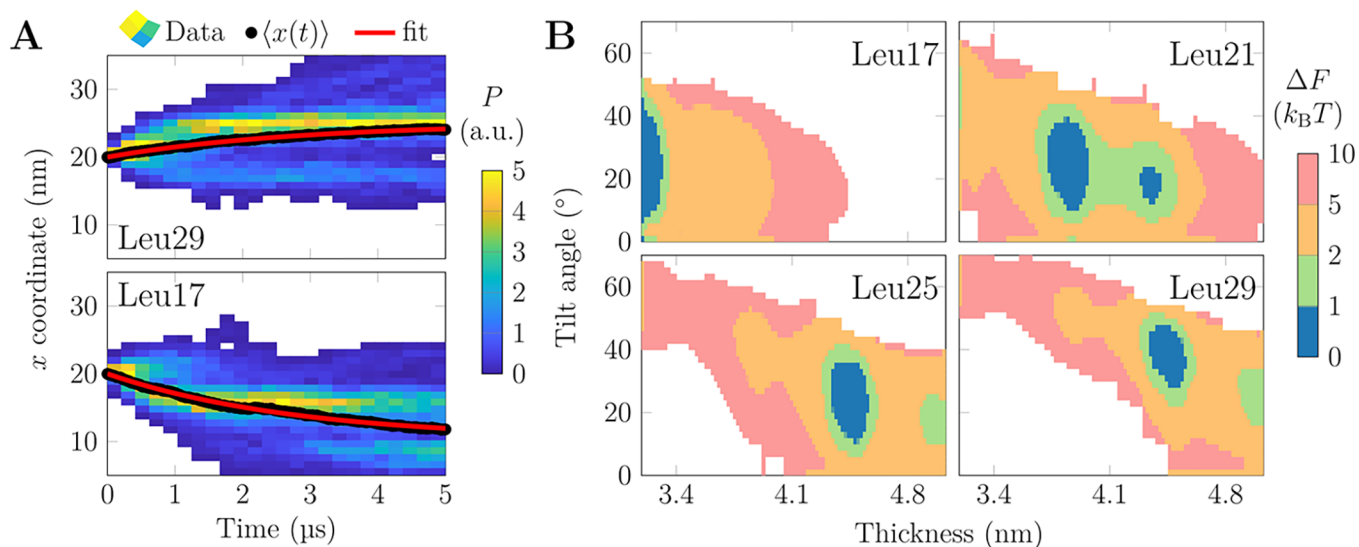 A
Data ⟨x(t)⟩ fit
30
20
10
Leu29
x coordinate (nm)
Leu17
30
20
10
0 1 2 3 4 5
Time (µs)
P
(a.u.)
5
4
3
2
1
0
B
Leu17
Leu21
60
40
20
0
Tilt angle (°)
Leu25
Leu29
60
40
20
0
3.4 4.1 4.8
3.4 4.1 4.8
Thickness (nm)
ΔF
(kBT)
10
5
2
1
0